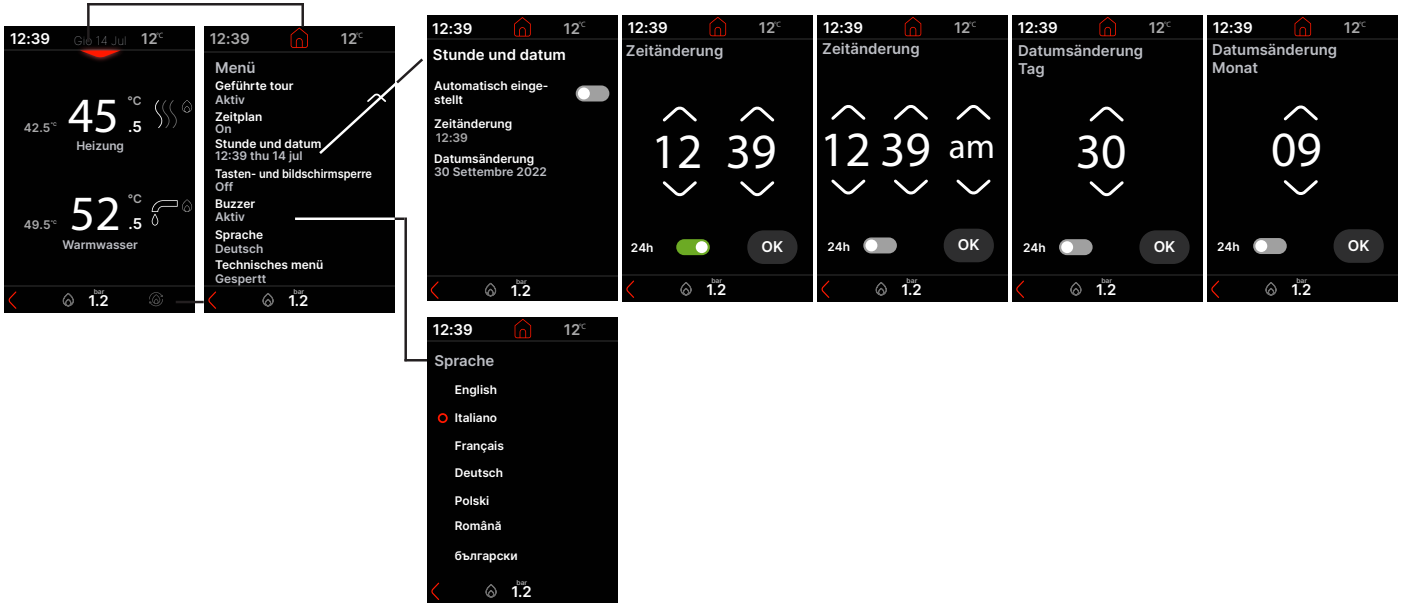 12:39 Gio 14 Jul 12°C
42.5°C 45 °C .5
Heizung
49.5°C 52 °C .5
Warmwasser
bar
1.2
12:39 12°C
Menü
Geführte tour
Aktiv
Zeitplan
On
Stunde und datum
12:39 thu 14 jul
Tasten- und bildschirmsperre
Off
Buzzer
Aktiv
Sprache
Deutsch
Technisches menü
Gespertt
bar
1.2
12:39 12°C
Stunde und datum
Automatisch einge-
stellt
Zeitänderung
12:39
Datumsänderung
30 Settembre 2022
bar
1.2
12:39 12°C
Zeitänderung
12 39
24h OK
bar
1.2
12:39 12°C
Zeitänderung
12 39 am
24h OK
bar
1.2
12:39 12°C
Datumsänderung
Tag
30
24h OK
bar
1.2
12:39 12°C
Datumsänderung
Monat
09
24h OK
bar
1.2
12:39 12°C
Sprache
English
Italiano
Français
Deutsch
Polski
Română
български
bar
1.2